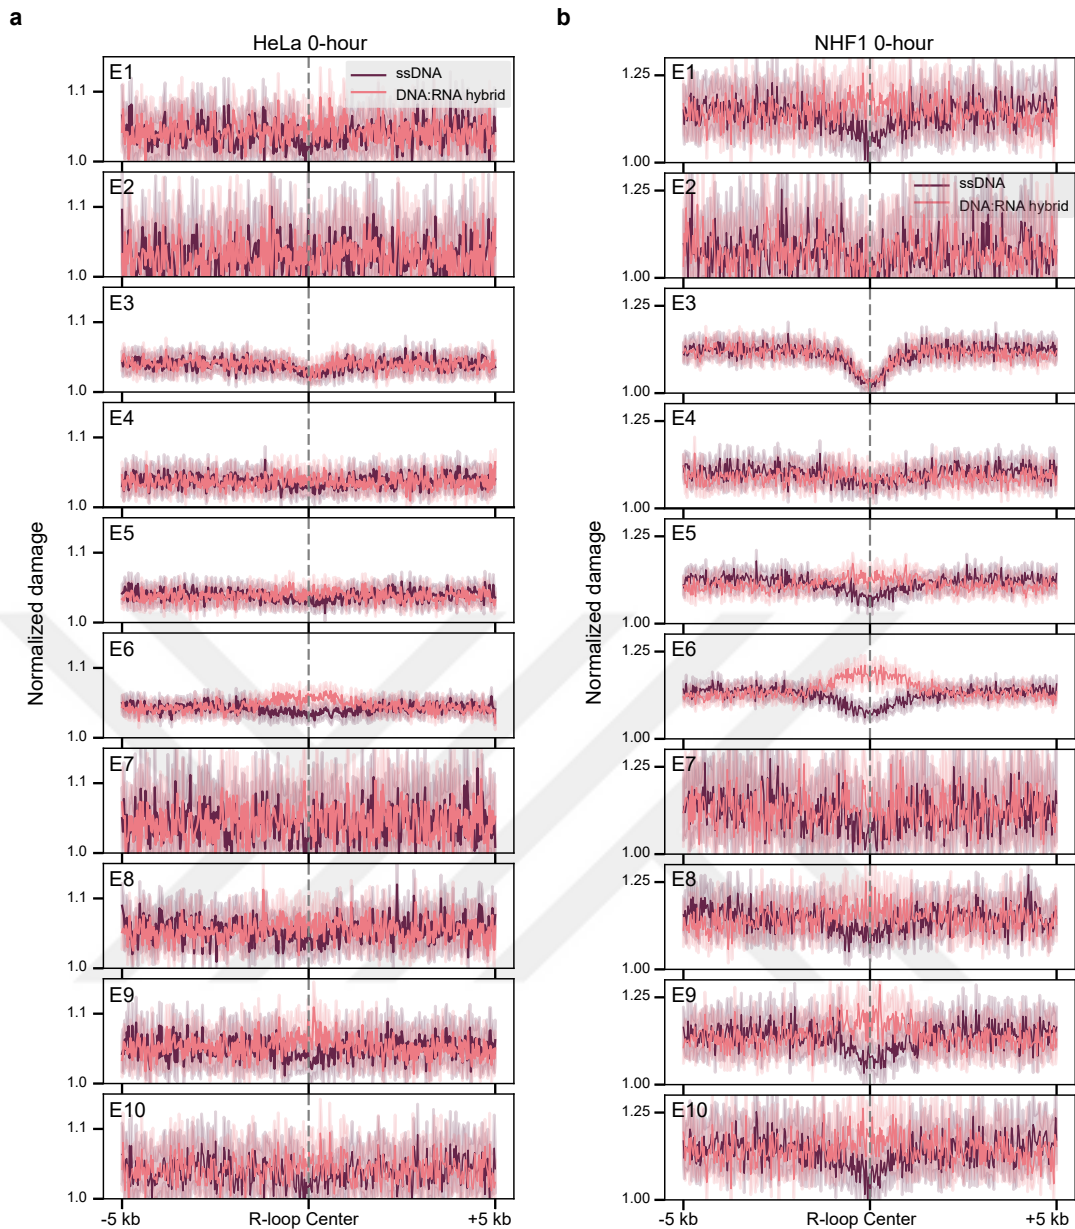 a
HeLa 0-hour
Normalized damage
E1
ssDNA
DNA:RNA hybrid
1.1
1.0
E2
1.1
1.0
E3
1.1
1.0
E4
1.1
1.0
E5
1.1
1.0
E6
1.1
1.0
E7
1.1
1.0
E8
1.1
1.0
E9
1.1
1.0
E10
1.1
1.0
-5 kb R-loop Center +5 kb
b
NHF1 0-hour
Normalized damage
E1
1.25
1.00
E2
ssDNA
DNA:RNA hybrid
1.25
1.00
E3
1.25
1.00
E4
1.25
1.00
E5
1.25
1.00
E6
1.25
1.00
E7
1.25
1.00
E8
1.25
1.00
E9
1.25
1.00
E10
1.25
1.00
-5 kb R-loop Center +5 kb